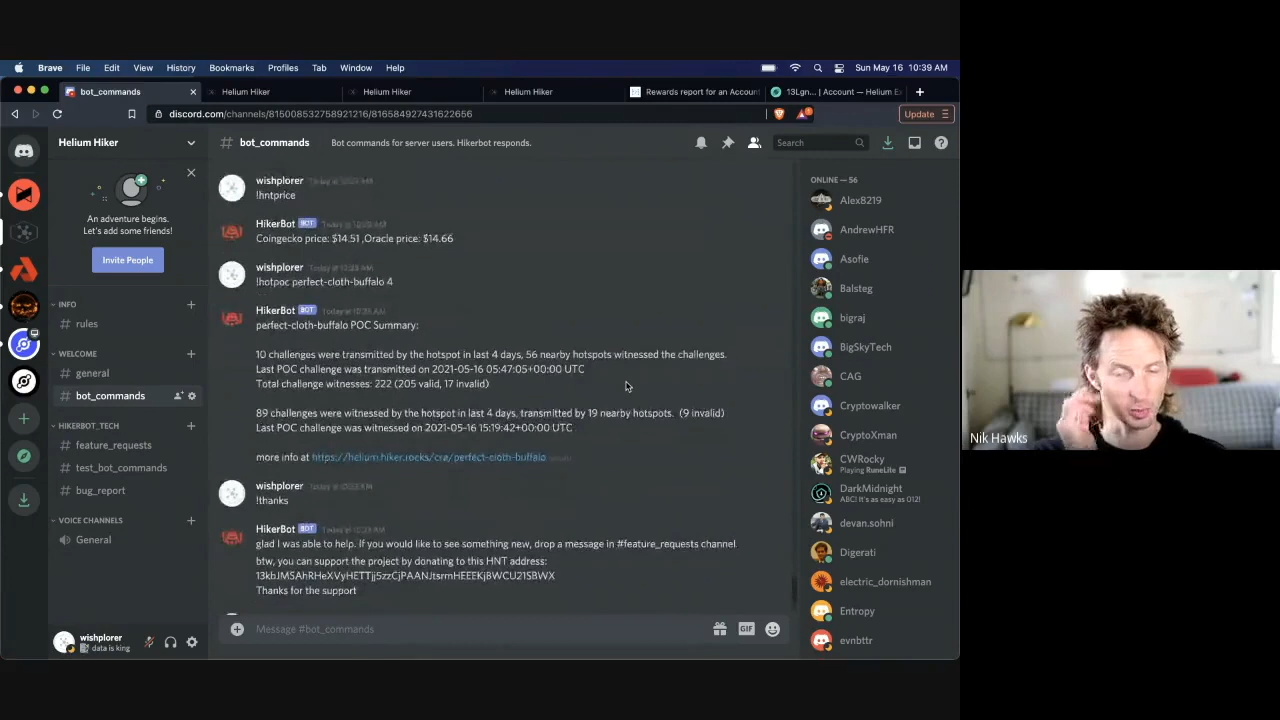 Brave File Edit View History Bookmarks Profiles Tab Window Help Sun May 16 10:39 AM
bot_commands Helium Hiker Helium Hiker Helium Hiker Rewards report for an Accoun 13Lgn... | Account — Helium E
discord.com/channels/815008532758921216/816584927431622656 Update
Helium Hiker
# bot_commands Bot commands for server users. Hikerbot responds. Search
An adventure begins.
Let's add some friends!
Invite People
INFO
# rules
WELCOME
# general
# bot_commands
HIKERBOT_TECH
# feature_requests
# test_bot_commands
# bug_report
VOICE CHANNELS
General
wishplorer
data is king
wishplorer
!hntprice
HikerBot BOT
Coingecko price: $14.51 ,Oracle price: $14.66
wishplorer
!hotpoc perfect-cloth-buffalo 4
HikerBot BOT
perfect-cloth-buffalo POC Summary:
10 challenges were transmitted by the hotspot in last 4 days, 56 nearby hotspots witnessed the challenges.
Last POC challenge was transmitted on 2021-05-16 05:47:05+00:00 UTC
Total challenge witnesses: 222 (205 valid, 17 invalid)
89 challenges were witnessed by the hotspot in last 4 days, transmitted by 19 nearby hotspots. (9 invalid)
Last POC challenge was witnessed on 2021-05-16 15:19:42+00:00 UTC
more info at https://helium.hiker.rocks/cra/perfect-cloth-buffalo
wishplorer
!thanks
HikerBot BOT
glad I was able to help. If you would like to see something new, drop a message in #feature_requests channel
btw, you can support the project by donating to this HNT address:
Thanks for the support
Message #bot_commands
GIF
ONLINE — 56
Alex8219
AndrewHFR
Asofie
Balsteg
bigraj
BigSkyTech
CAG
Cryptowalker
CryptoXman
CWRocky
Playing RuneLite
DarkMidnight
ABC! It's as easy as 012!
devan.sohni
Digerati
electric_dornishman
Entropy
evnbttr
Nik Hawks